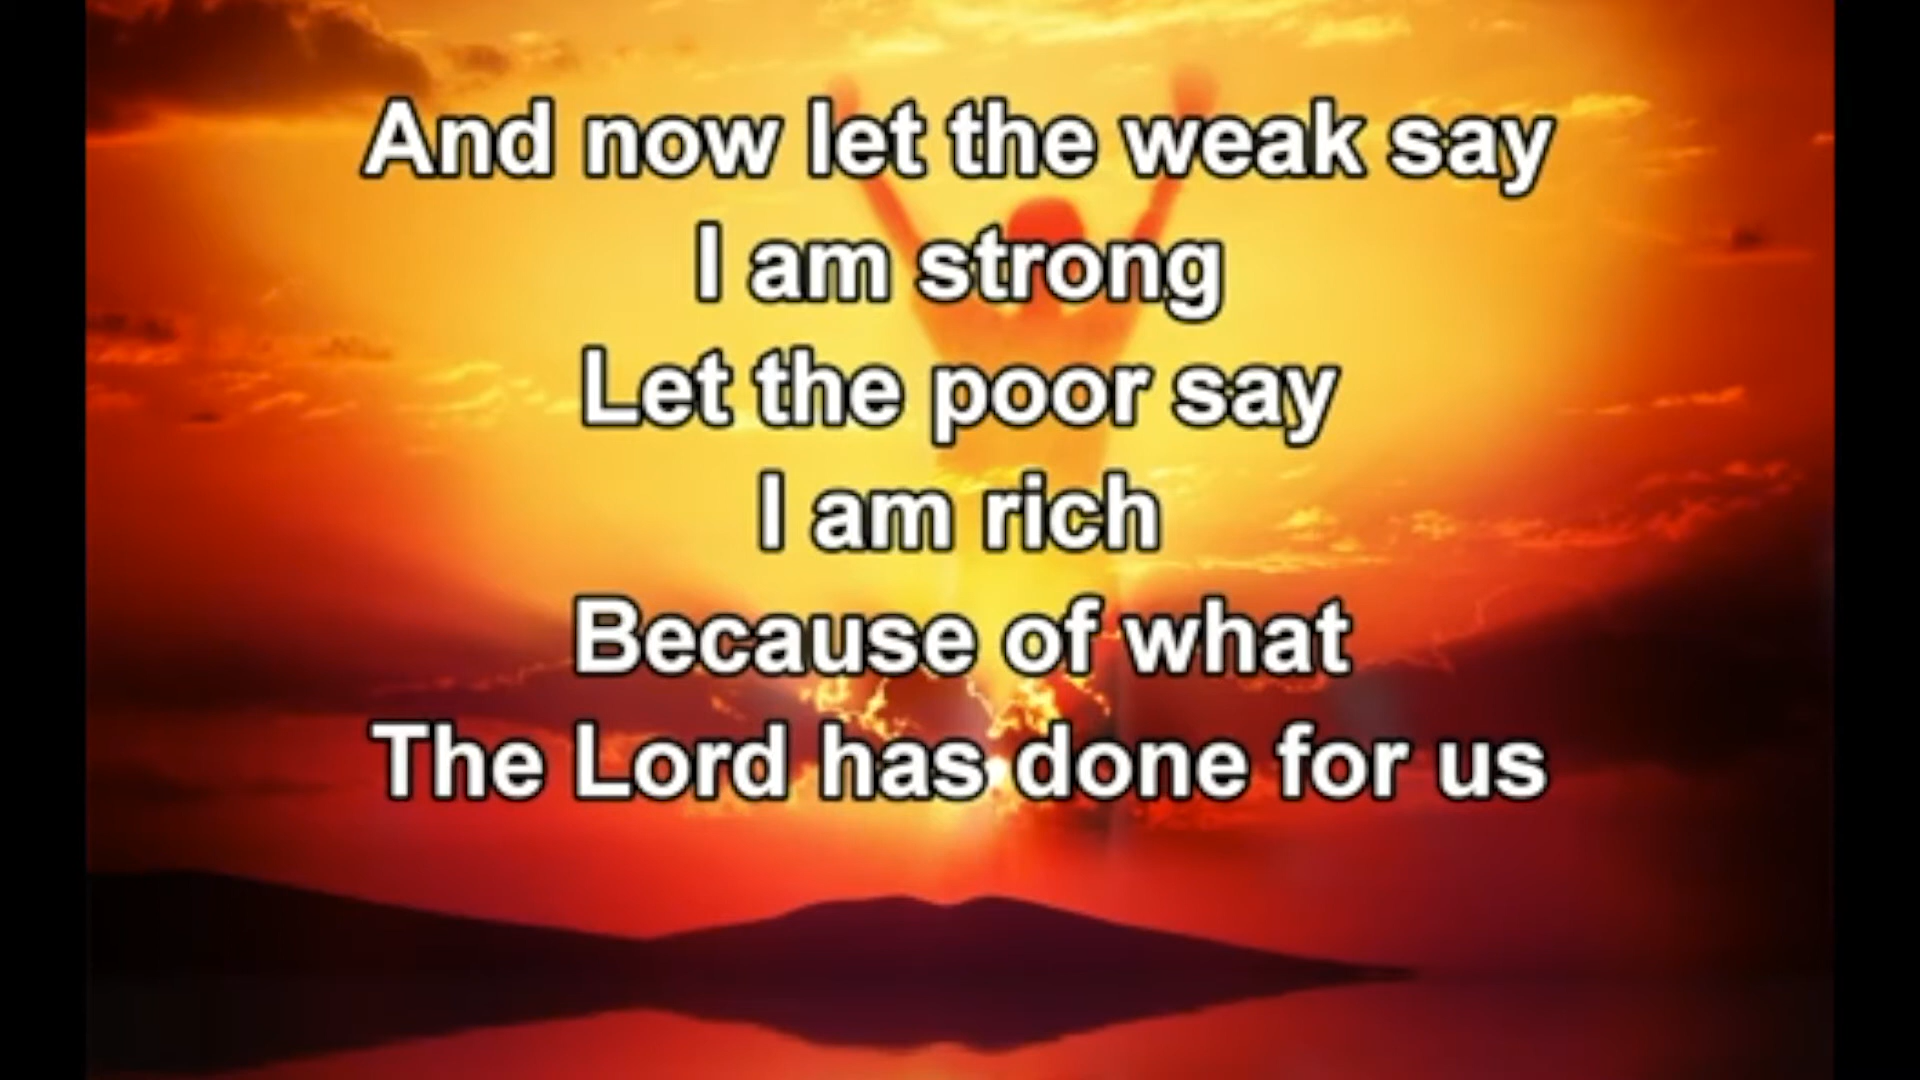 And now let the weak say
I am strong
Let the poor say
I am rich
Because of what
The Lord has done for us